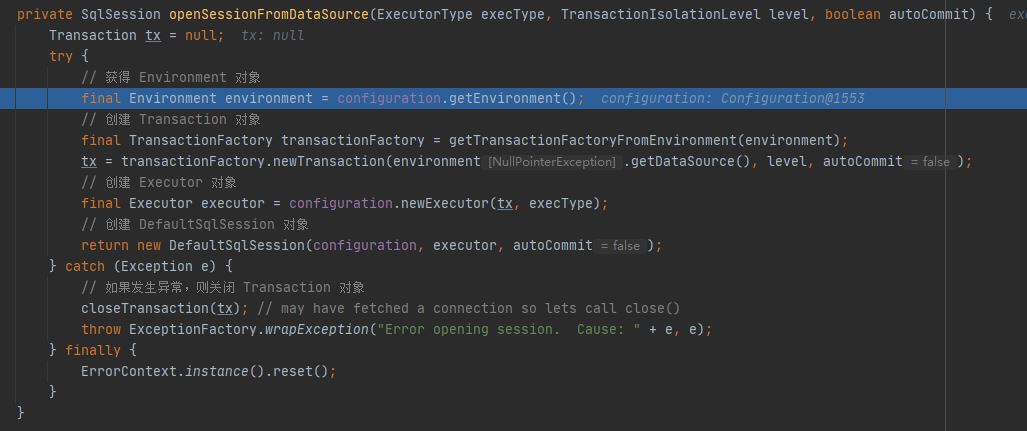 private SqlSession openSessionFromDataSource(ExecutorType execType, TransactionIsolationLevel level, boolean autoCommit) {
Transaction tx = null; tx: null
try {
// 获得 Environment 对象
final Environment environment = configuration.getEnvironment(); configuration: Configuration@1553
// 创建 Transaction 对象
final TransactionFactory transactionFactory = getTransactionFactoryFromEnvironment(environment);
tx = transactionFactory.newTransaction(environment [NullPointerException] .getDataSource(), level, autoCommit = false );
// 创建 Executor 对象
final Executor executor = configuration.newExecutor(tx, execType);
// 创建 DefaultSqlSession 对象
return new DefaultSqlSession(configuration, executor, autoCommit = false );
} catch (Exception e) {
// 如果发生异常，则关闭 Transaction 对象
closeTransaction(tx); // may have fetched a connection so lets call close()
throw ExceptionFactory.wrapException("Error opening session.  Cause: " + e, e);
} finally {
ErrorContext.instance().reset();
}
}